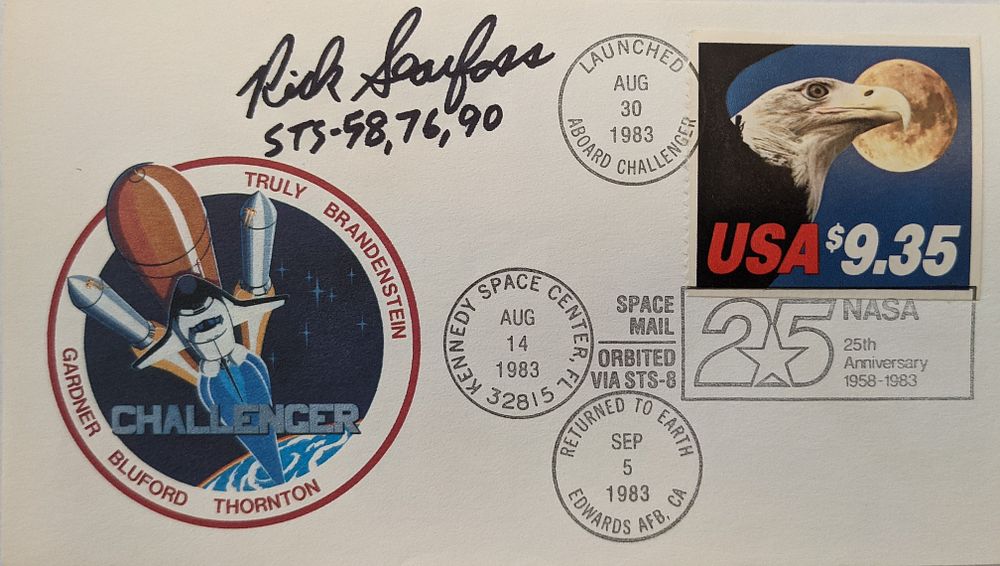 Rick Searfoss
STS-58,76,90
TRULY BRANDENSTEIN
GARDNER BLUFORD THORNTON
CHALLENGER
LAUNCHED
AUG
30
1983
ABOARD CHALLENGER
USA $9.35
KENNEDY SPACE CENTER, FL
AUG
14
1983
32815
SPACE
MAIL
ORBITED
VIA STS-8
25
NASA
25th
Anniversary
1958-1983
RETURNED TO EARTH
SEP
5
1983
EDWARDS AFB, CA